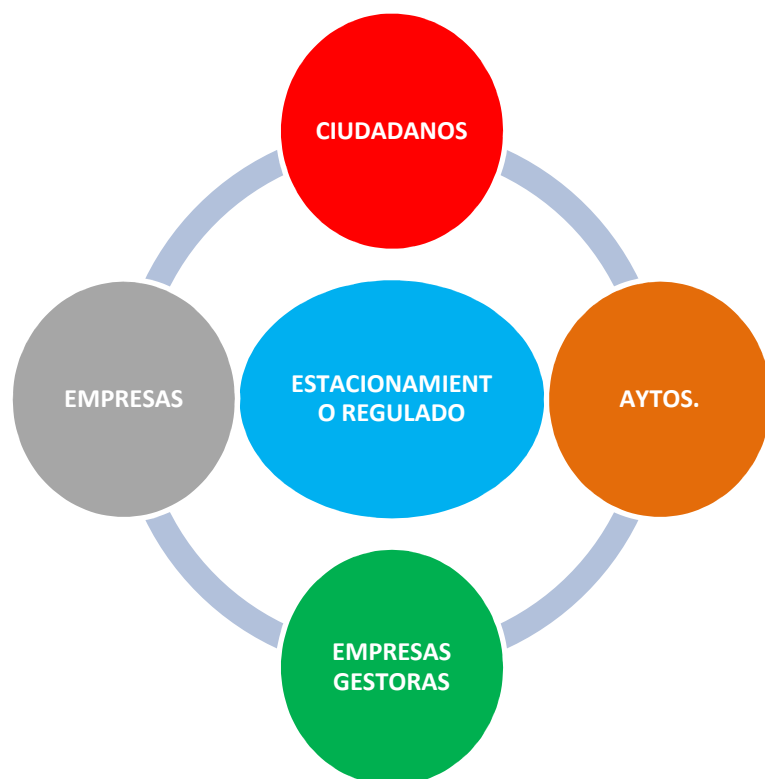 CIUDADANOS
EMPRESAS
ESTACIONAMIENT
O REGULADO
AYTOS.
EMPRESAS
GESTORAS